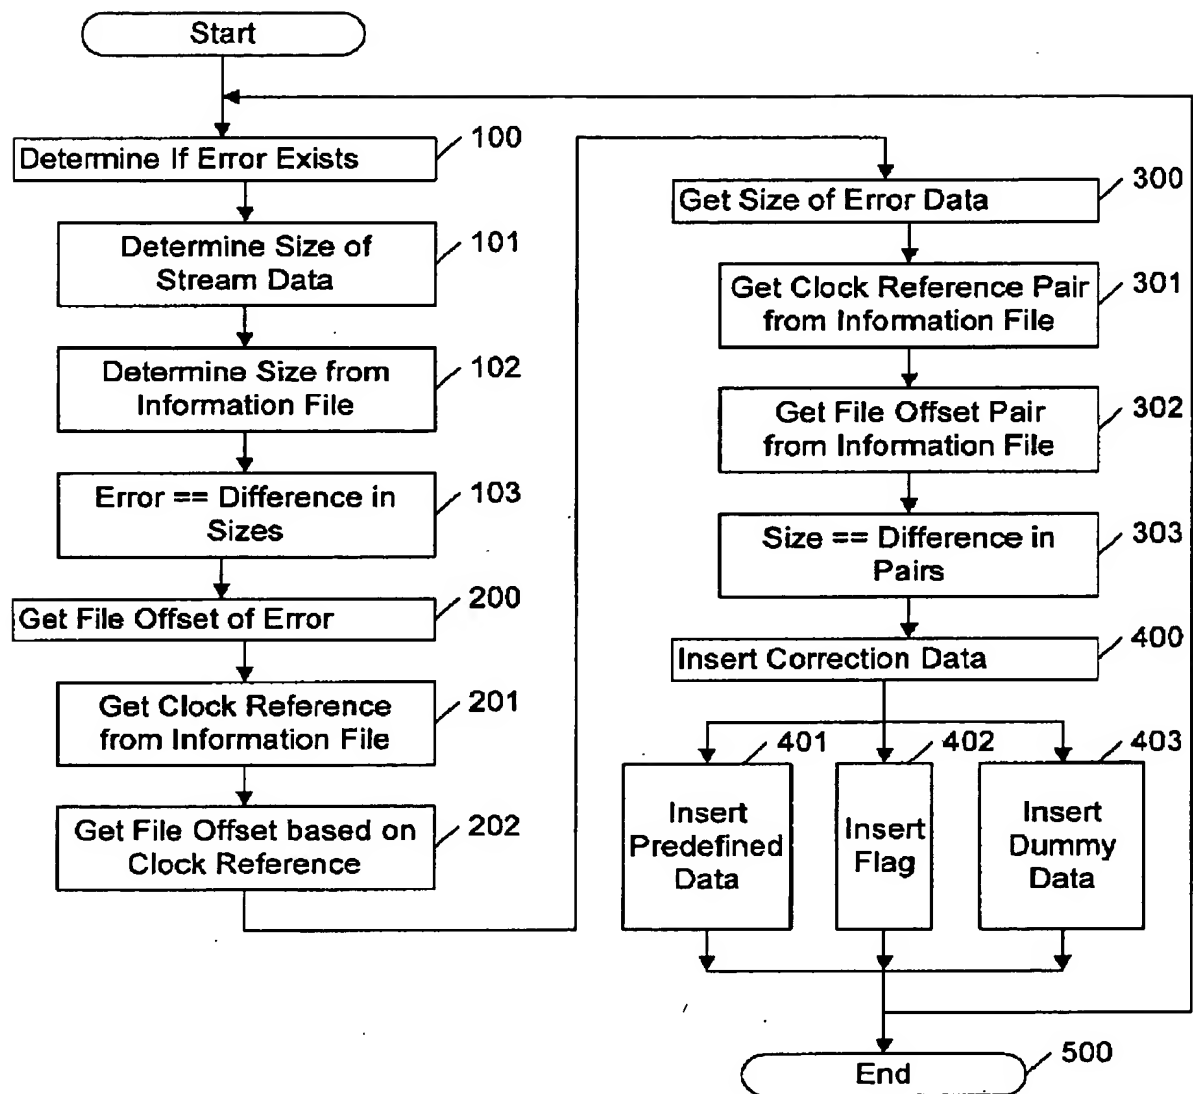 Start
Determine If Error Exists
100
Determine Size of
Stream Data
101
Determine Size from
Information File
102
Error == Difference in
Sizes
103
Get File Offset of Error
200
Get Clock Reference
from Information File
201
Get File Offset based on
Clock Reference
202
Get Size of Error Data
300
Get Clock Reference Pair
from Information File
301
Get File Offset Pair
from Information File
302
Size == Difference in
Pairs
303
Insert Correction Data
400
401
Insert
Predefined
Data
402
Insert
Flag
403
Insert
Dummy
Data
End
500